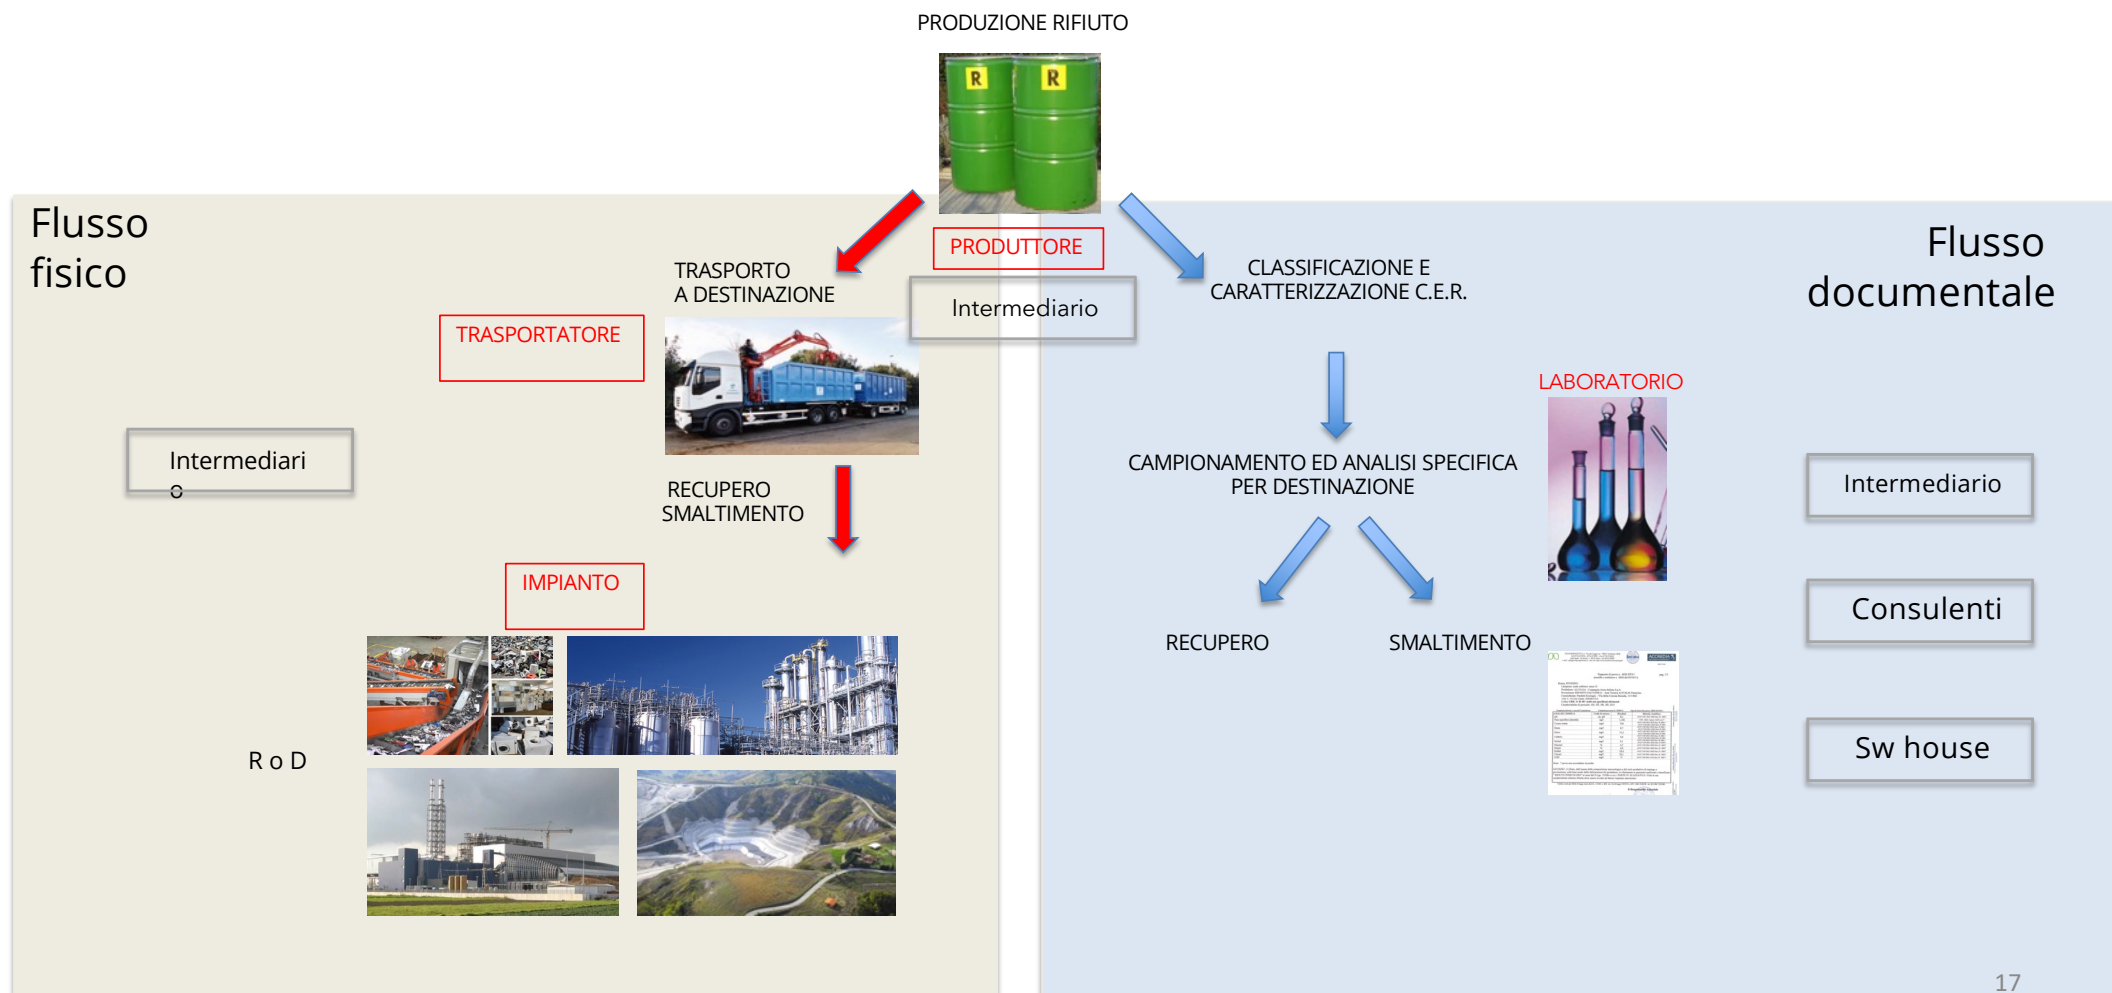 PRODUZIONE RIFIUTO
R
R
Flusso
fisico
PRODUTTORE
Intermediario
TRASPORTO
A DESTINAZIONE
TRASPORTATORE
Intermediari
o
RECUPERO
SMALTIMENTO
IMPIANTO
R o D
Flusso
documentale
CLASSIFICAZIONE E
CARATTERIZZAZIONE C.E.R.
LABORATORIO
CAMPIONAMENTO ED ANALISI SPECIFICA
PER DESTINAZIONE
RECUPERO
SMALTIMENTO
Intermediario
Consulenti
Sw house
17